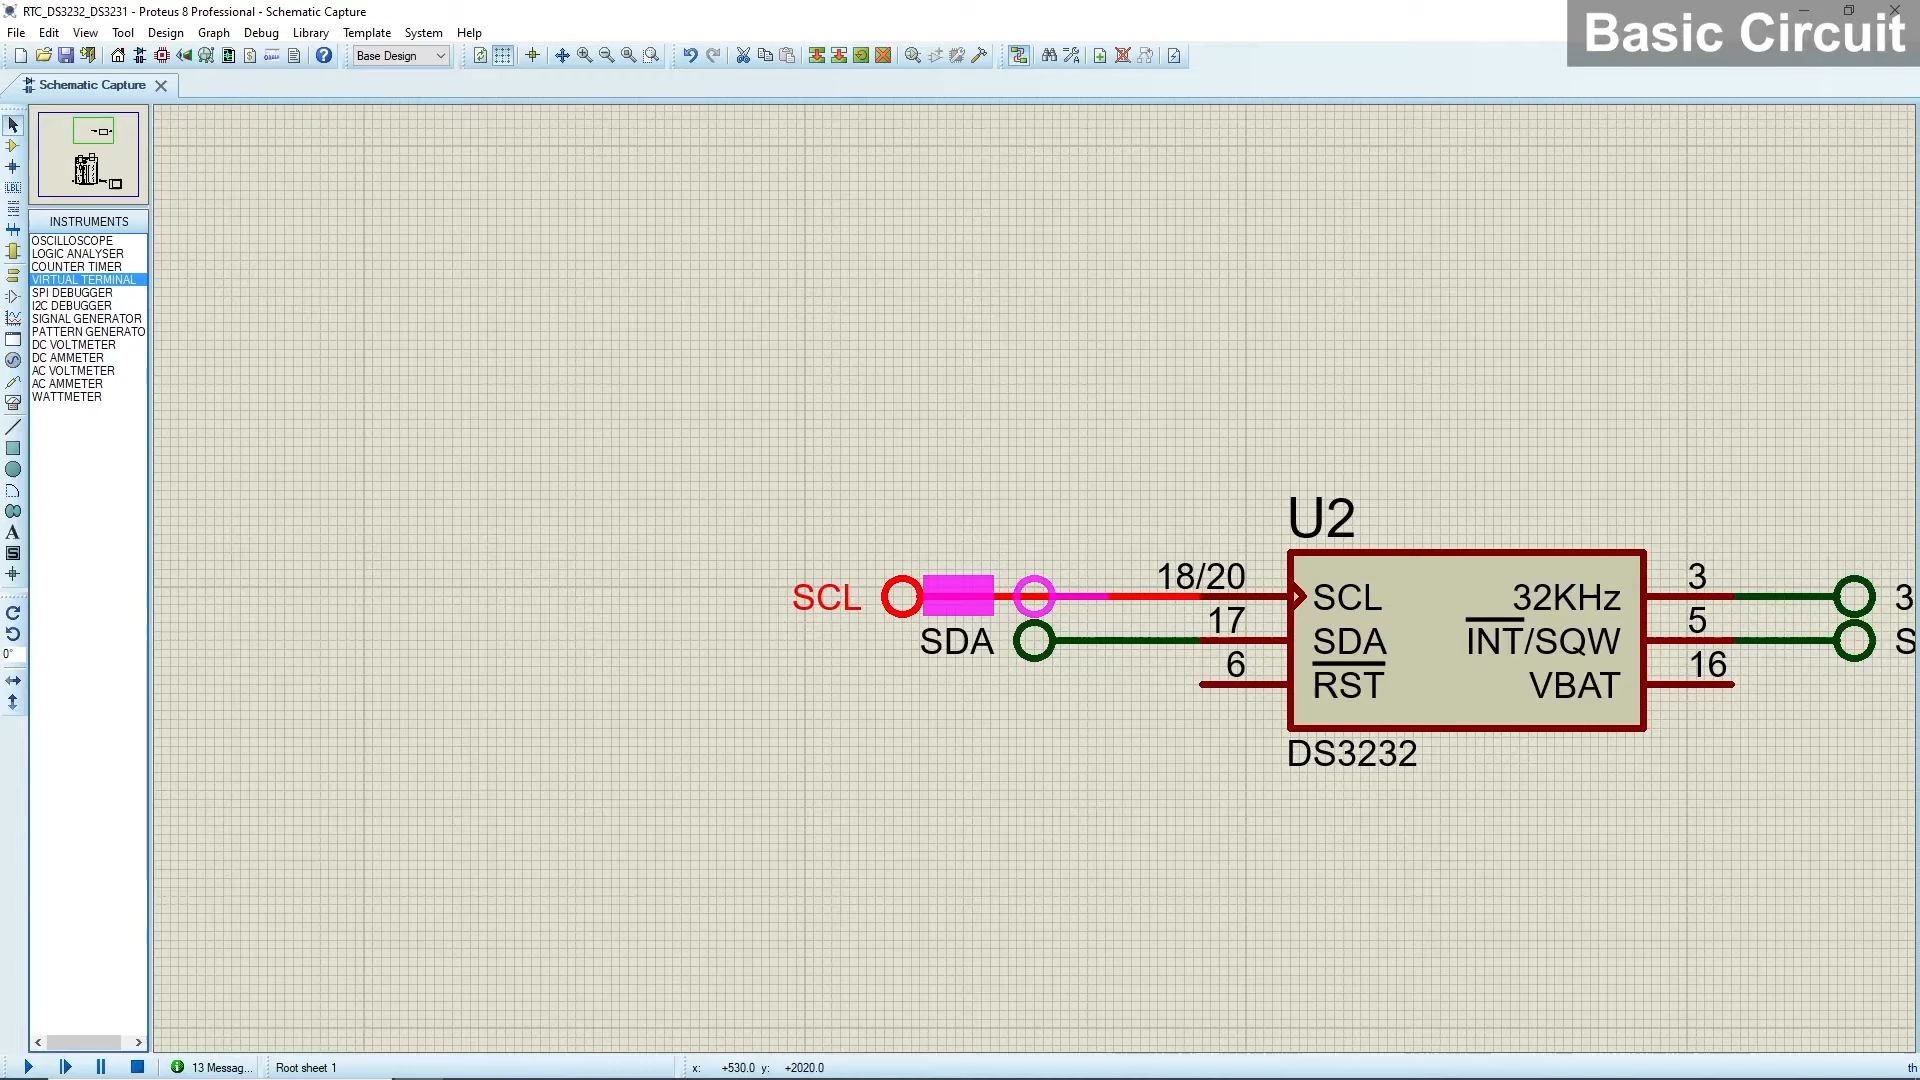 RTC_DS3232_DS3231 - Proteus 8 Professional - Schematic Capture
Basic Circuit
File Edit View Tool Design Graph Debug Library Template System Help
Base Design
Schematic Capture
INSTRUMENTS
OSCILLOSCOPE
LOGIC ANALYSER
COUNTER TIMER
VIRTUAL TERMINAL
SPI DEBUGGER
I2C DEBUGGER
SIGNAL GENERATOR
PATTERN GENERATO
DC VOLTMETER
DC AMMETER
AC VOLTMETER
AC AMMETER
WATTMETER
LBL
A
S
0°
U2
SCL 18/20 SCL 32KHz 3 3
SDA 17 SDA INT/SQW 5 S
6 RST VBAT 16
DS3232
13 Messag... Root sheet 1 x: +530.0 y: +2020.0 th